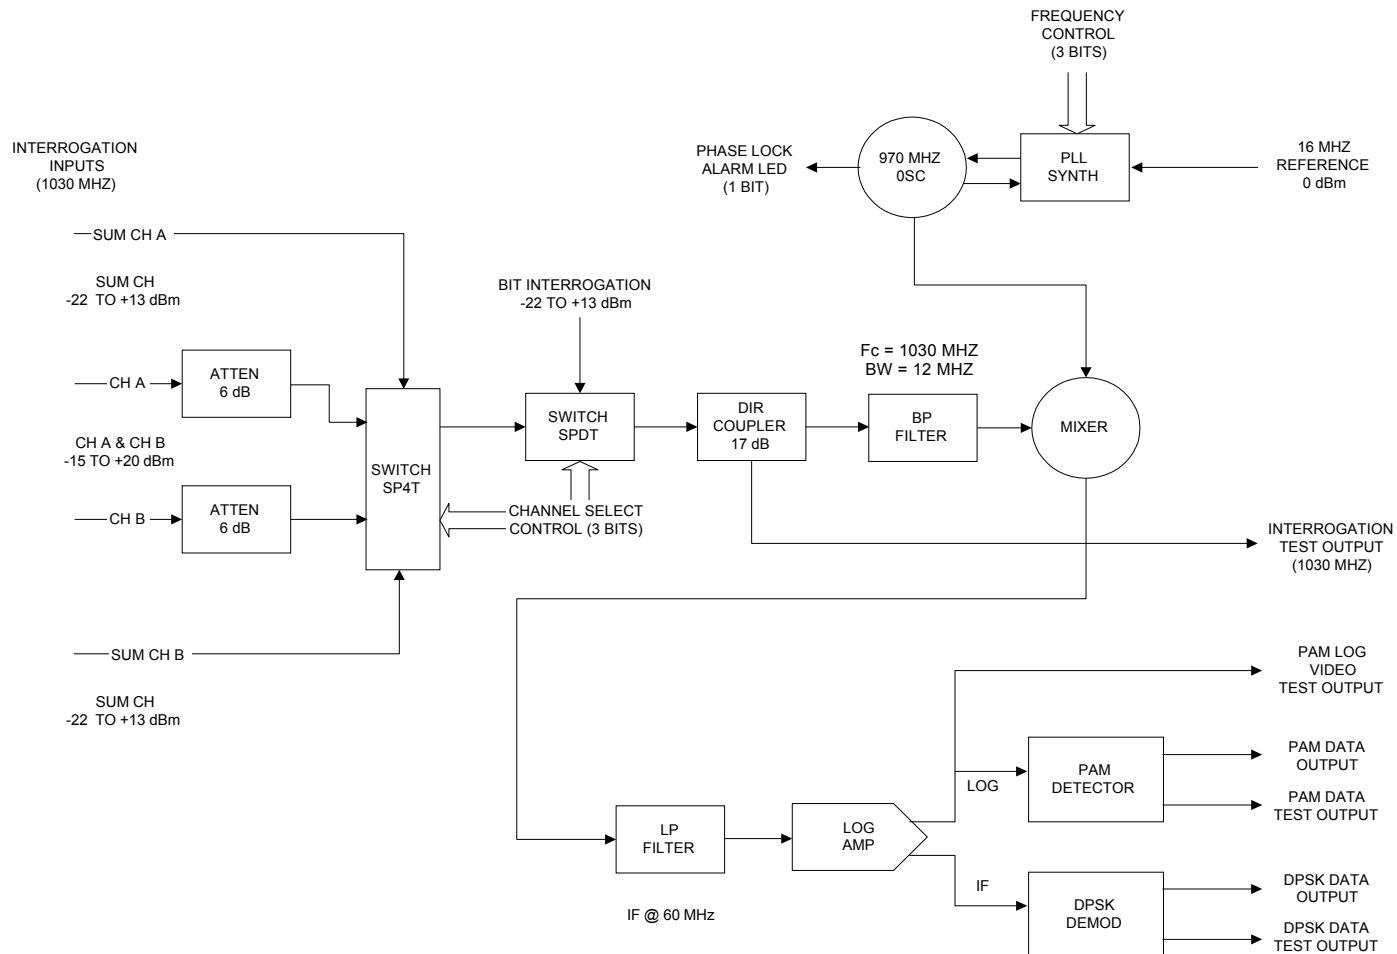 FREQUENCY
CONTROL
(3 BITS)
INTERROGATION
INPUTS
(1030 MHZ)
PHASE LOCK
ALARM LED
(1 BIT)
970 MHZ
0SC
PLL
SYNTH
16 MHZ
REFERENCE
0 dBm
SUM CH A
SUM CH
-22 TO +13 dBm
BIT INTERROGATION
-22 TO +13 dBm
Fc = 1030 MHZ
BW = 12 MHZ
CH A
ATTEN
6 dB
SWITCH
SPDT
DIR
COUPLER
17 dB
BP
FILTER
MIXER
CH A & CH B
-15 TO +20 dBm
SWITCH
SP4T
CH B
ATTEN
6 dB
CHANNEL SELECT
CONTROL (3 BITS)
INTERROGATION
TEST OUTPUT
(1030 MHZ)
SUM CH B
SUM CH
-22 TO +13 dBm
PAM LOG
VIDEO
TEST OUTPUT
LOG
PAM
DETECTOR
PAM DATA
OUTPUT
PAM DATA
TEST OUTPUT
LP
FILTER
LOG
AMP
IF @ 60 MHz
IF
DPSK
DEMOD
DPSK DATA
OUTPUT
DPSK DATA
TEST OUTPUT